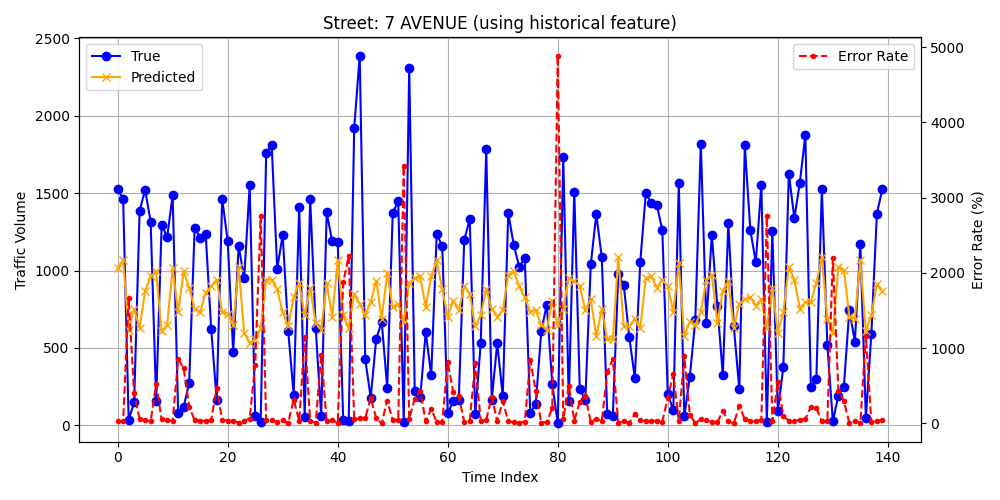 Street: 7 AVENUE (using historical feature)
True
Predicted
Error Rate
Traffic Volume
2500
2000
1500
1000
500
0
5000
4000
3000
2000
1000
0
Error Rate (%)
0 20 40 60 80 100 120 140
Time Index